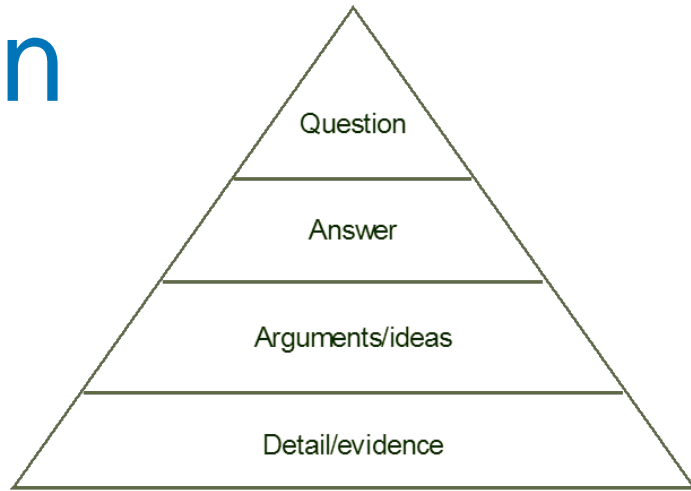 n
Question
Answer
Arguments/ideas
Detail/evidence